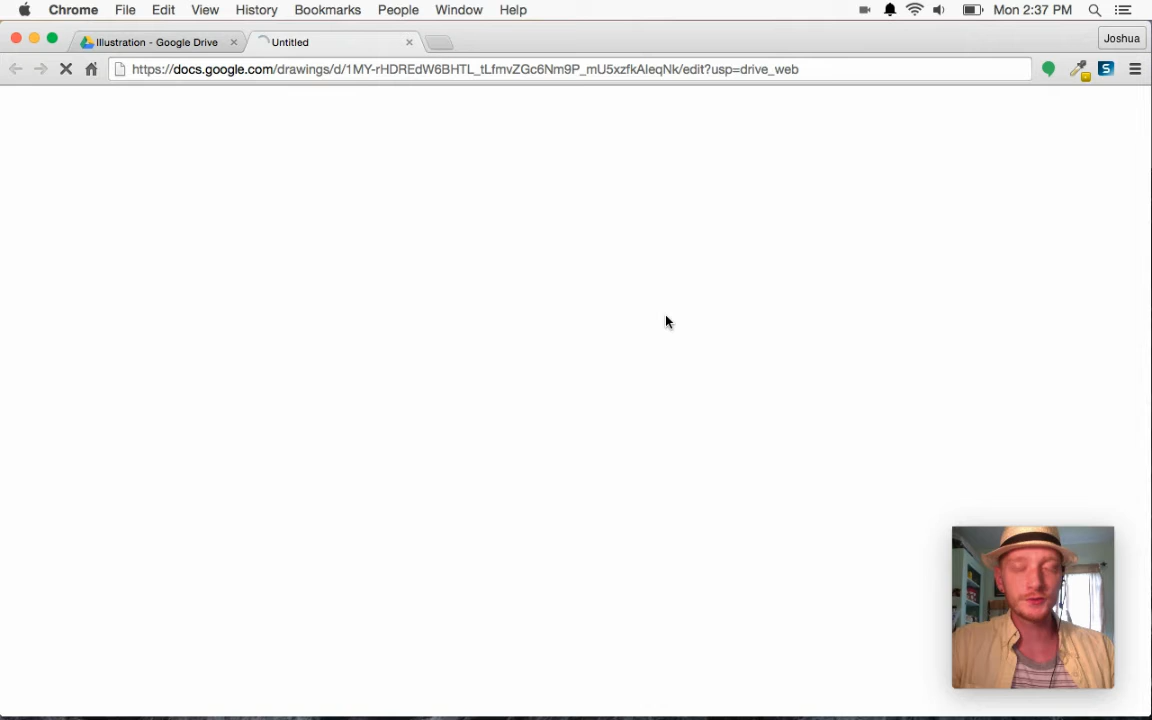 Chrome File Edit View History Bookmarks People Window Help Mon 2:37 PM
Illustration - Google Drive Untitled Joshua
https://docs.google.com/drawings/d/1MY-rHDREdW6BHTL_tLfmvZGc6Nm9P_mU5xzfkAleqNk/edit?usp=drive_web S